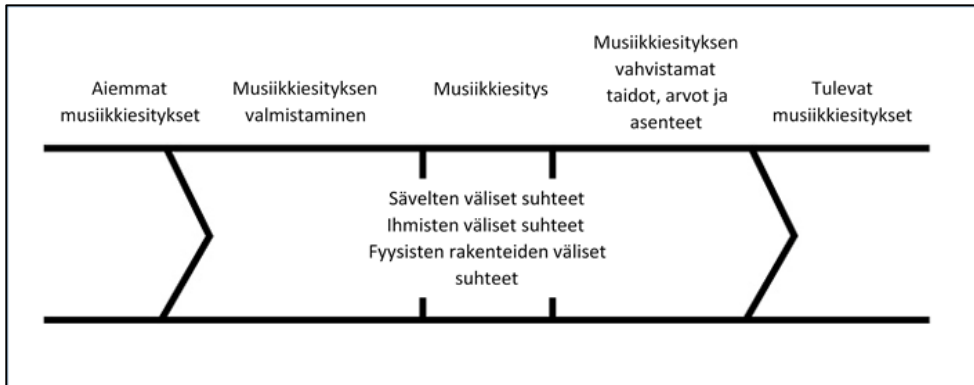 Aiemmat
musiikkiesitykset
Musiikkiesityksen
valmistaminen
Musiikkiesitys
Musiikkiesityksen
vahvistamat
taidot, arvot ja
asenteet
Tulevat
musiikkiesitykset
Sävelten väliset suhteet
Ihmisten väliset suhteet
Fyysisten rakenteiden väliset
suhteet